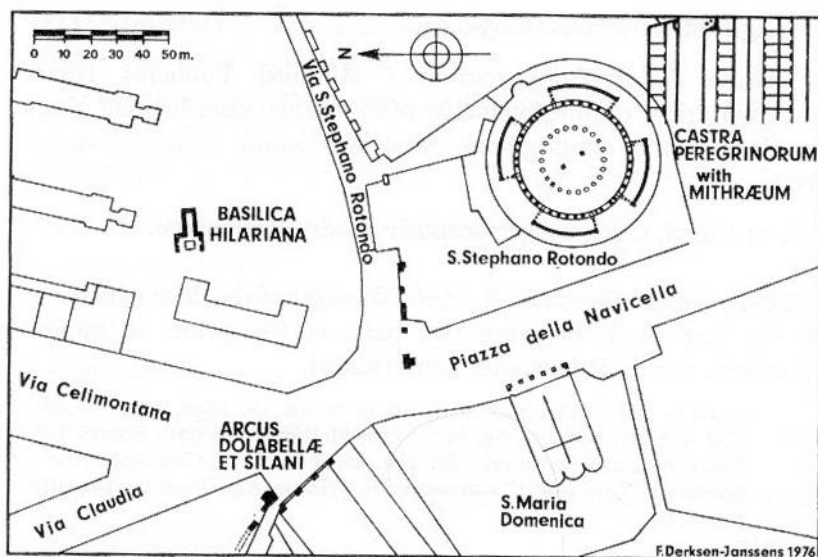 0 10 20 30 40 50 m.
N
Via S.Stephano Rotondo
CASTRA
PEREGRINORUM
with
MITHRÆUM
BASILICA
HILARIANA
S.Stephano Rotondo
Piazza della Navicella
Via Celimontana
ARCUS
DOLABELLÆ
ET SILANI
Via Claudia
S.Maria
Domenica
F.Derksen-Janssens 1976